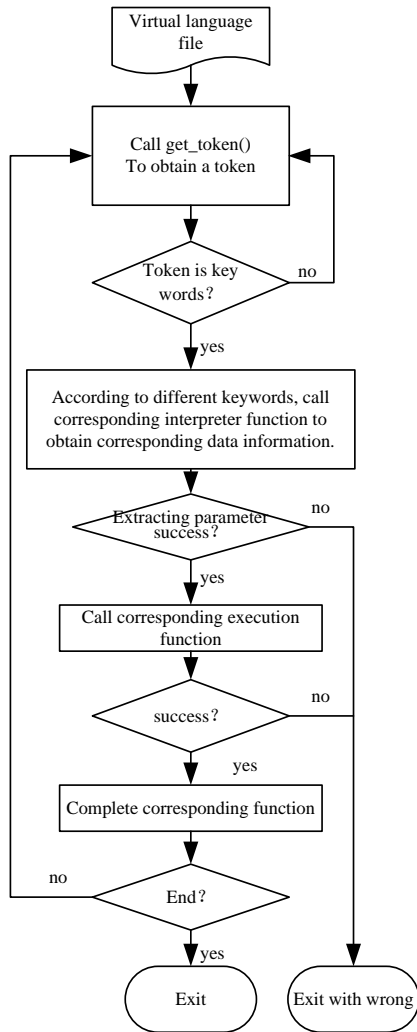 Virtual language
file
Call get_token()
To obtain a token
Token is key
words?
no
yes
According to different keywords, call
corresponding interpreter function to
obtain corresponding data information.
Extracting parameter
success?
no
yes
Call corresponding execution
function
success?
no
yes
Complete corresponding function
End?
no
yes
Exit
Exit with wrong